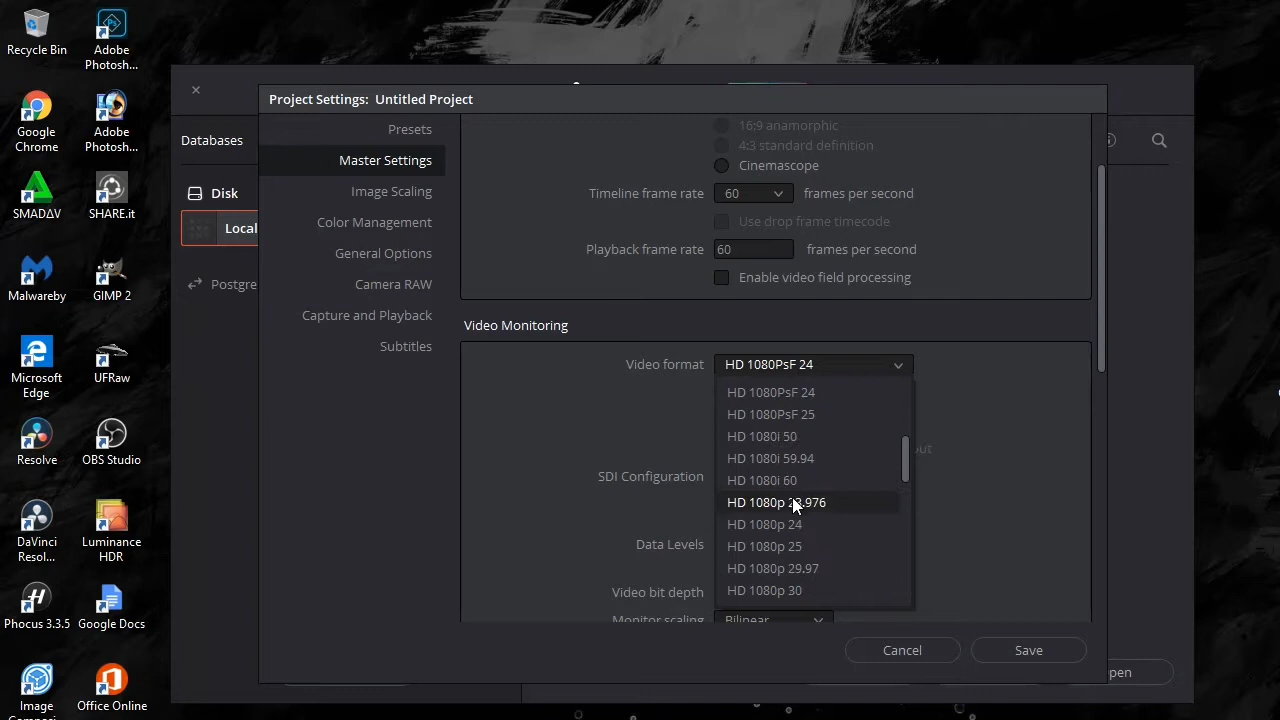 Recycle Bin
Adobe
Photosh...
Google
Chrome
Adobe
Photosh...
SMADΔV
SHARE.it
Malwareby
GIMP 2
Microsoft
Edge
UFRaw
Resolve
OBS Studio
DaVinci
Resol...
Luminance
HDR
Phocus 3.3.5
Google Docs
Image
Office Online
Databases
Disk
Local
Postgre
Project Settings: Untitled Project
Presets
Master Settings
Image Scaling
Color Management
General Options
Camera RAW
Capture and Playback
Subtitles
16:9 anamorphic
4:3 standard definition
Cinemascope
Timeline frame rate 60 frames per second
Use drop frame timecode
Playback frame rate 60 frames per second
Enable video field processing
Video Monitoring
Video format HD 1080PsF 24
HD 1080PsF 24
HD 1080PsF 25
HD 1080i 50
HD 1080i 59.94
HD 1080i 60
HD 1080p 23.976
HD 1080p 24
HD 1080p 25
HD 1080p 29.97
HD 1080p 30
out
SDI Configuration
Data Levels
Video bit depth
Monitor scaling Bilinear
Cancel
Save
pen